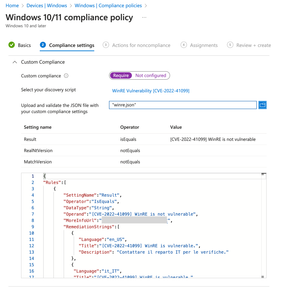 Home > Devices | Windows > Windows | Compliance policies >
Windows 10/11 compliance policy ...
Windows 10 and later
Basics 2 Compliance settings 3 Actions for noncompliance 4 Assignments 5 Review + create
Custom Compliance
Custom compliance Require Not configured
Select your discovery script WinRE Vulnerability [CVE-2022-41099]
Upload and validate the JSON file with your custom compliance settings "winre.json"
Setting name Operator Value
Result isEquals [CVE-2022-41099] WinRE is not vulnerable
notEquals
MatchVersion notEquals
1 {
2 "Rules":[
3 {
4 "SettingName":"Result",
5 "Operator":"IsEquals",
6 "DataType":"String",
7 "Operand":"[CVE-2022-41099] WinRE is not vulnerable",
8 "MoreInfoUrl":"
9 "RemediationStrings":[
10 {
11 "Language":"en_US",
12 "Title":"[CVE-2022-41099] WinRE is vulnerable.",
13 "Description": "Contattare il reparto IT per le verifiche."
14 },
15 {
16 "Language":"it_IT",
17 "Title":"[CVE-2022-41099] WinRE is vulnerable.",